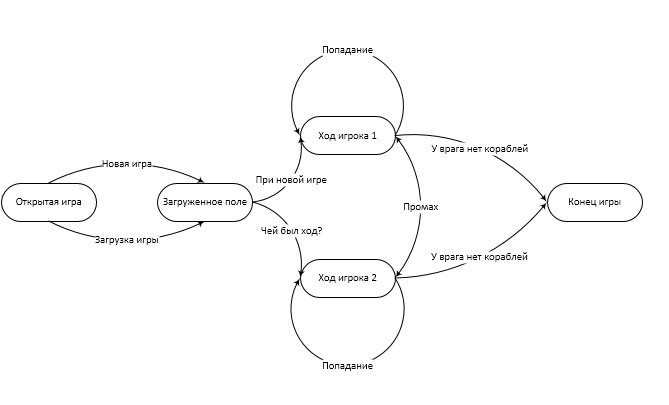 Попадание
Ход игрока 1
Новая игра
У врага нет кораблей
При новой игре
Открытая игра
Загруженное поле
Промах
Конец игры
Чей был ход?
Загрузка игры
У врага нет кораблей
Ход игрока 2
Попадание